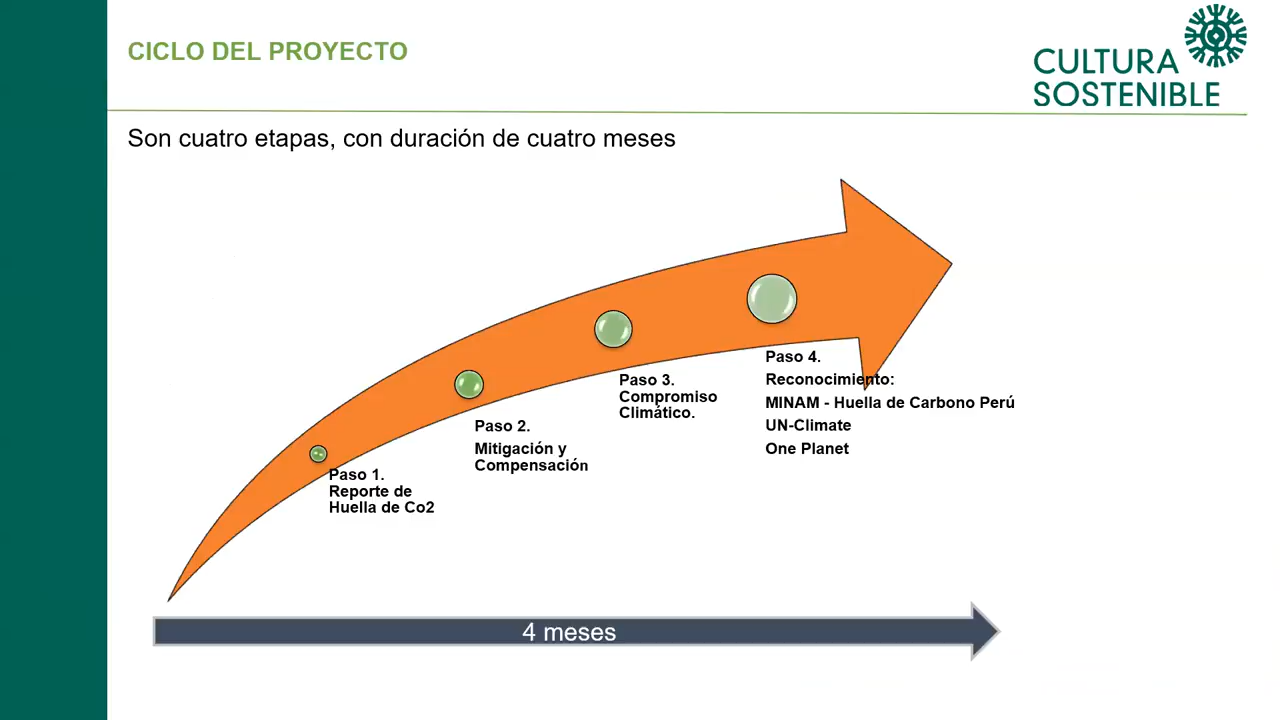 CICLO DEL PROYECTO
CULTURA
SOSTENIBLE
Son cuatro etapas, con duración de cuatro meses
Paso 1.
Reporte de
Huella de Co2
Paso 2.
Mitigación y
Compensación
Paso 3.
Compromiso
Climático.
Paso 4.
Reconocimiento:
MINAM - Huella de Carbono Perú
UN-Climate
One Planet
4 meses